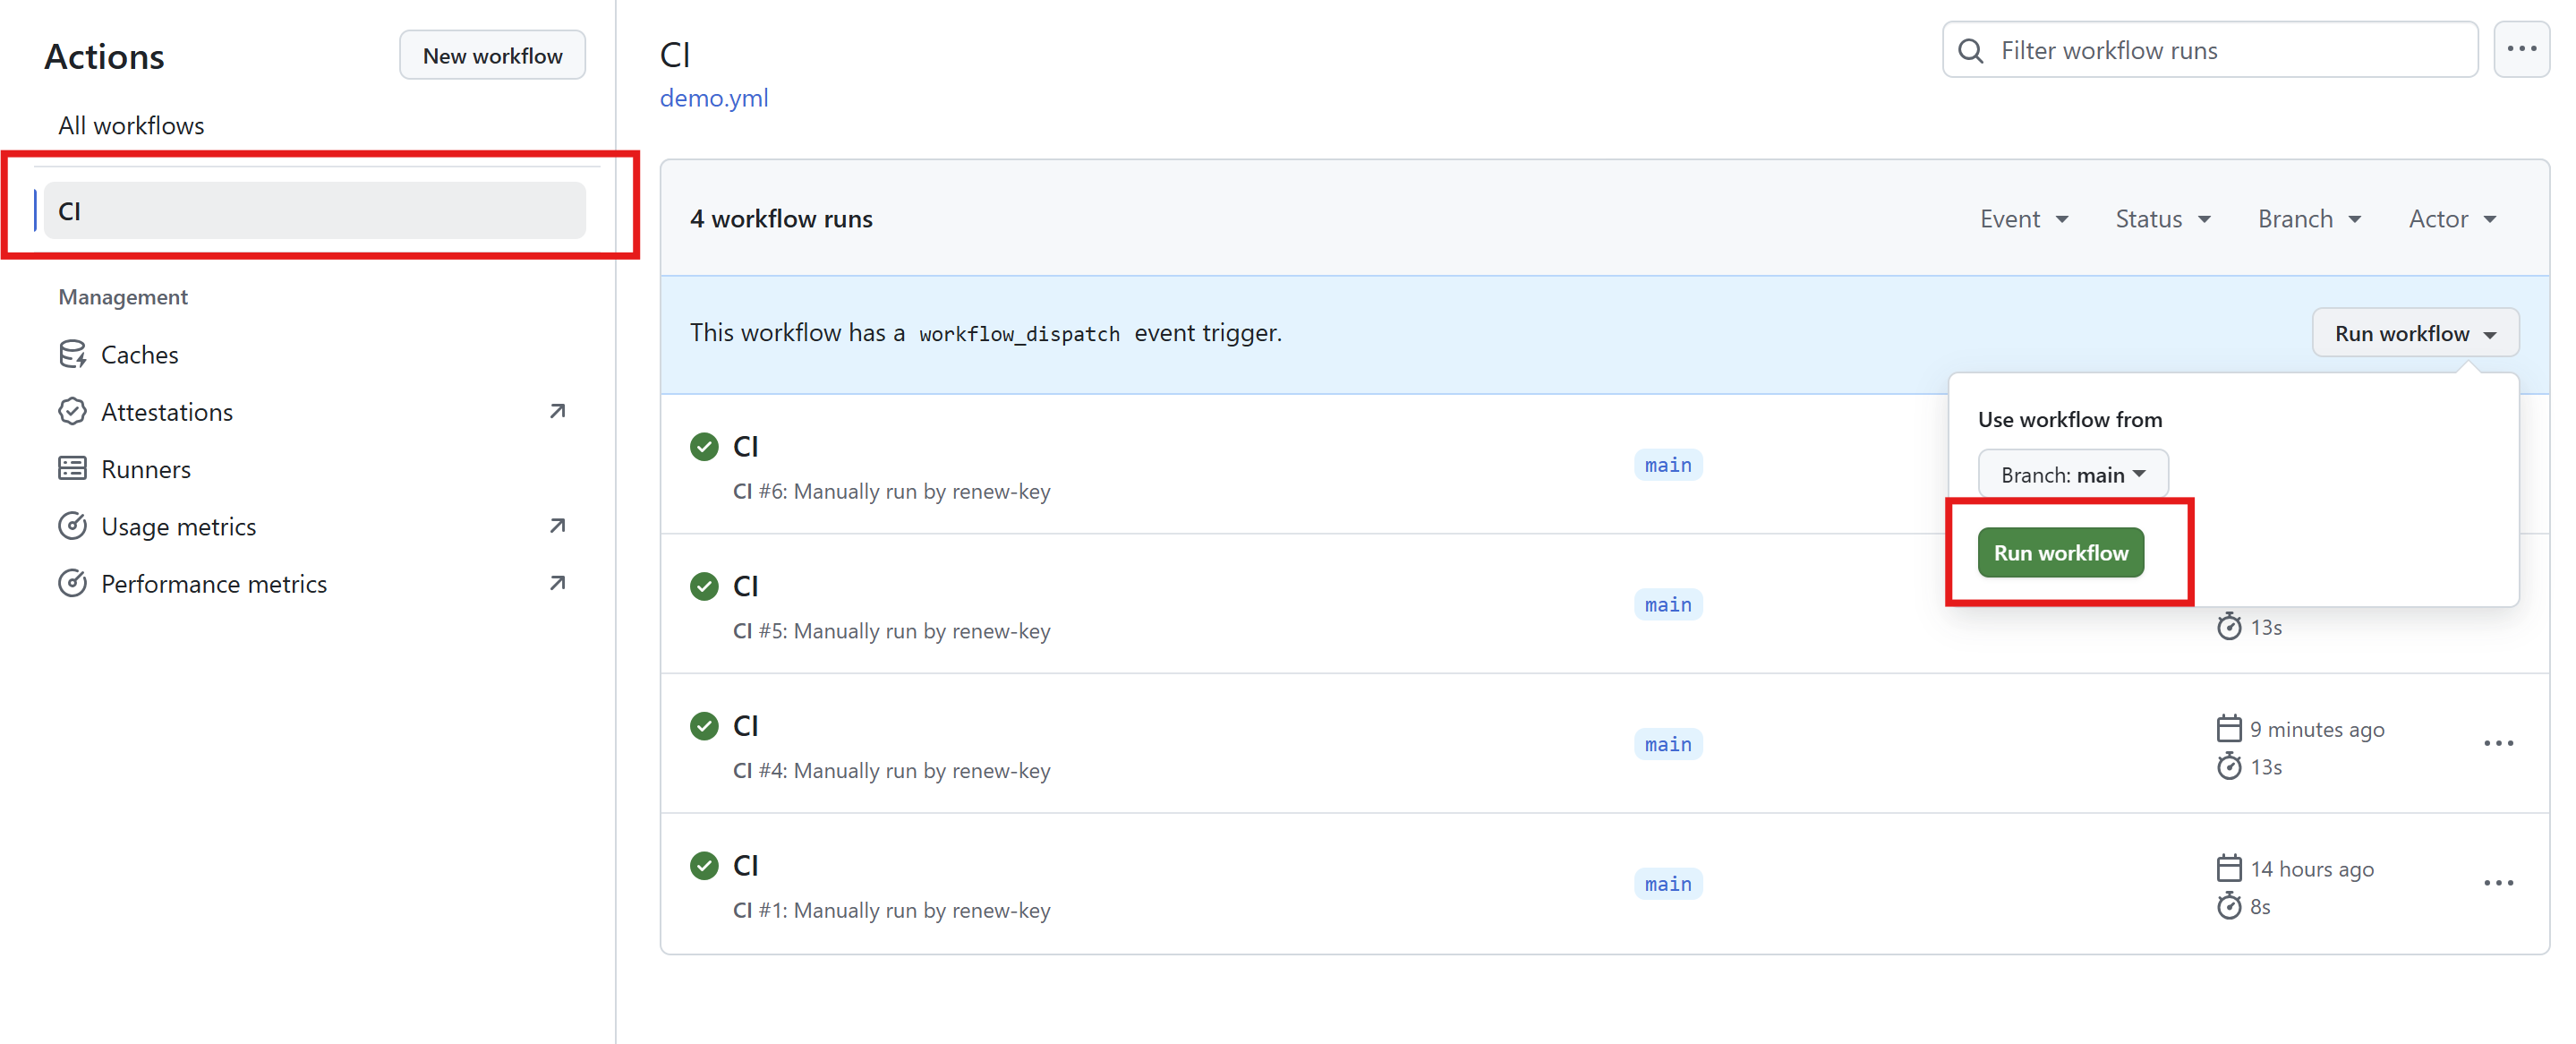 Actions
New workflow
All workflows
CI
Management
Caches
Attestations
Runners
Usage metrics
Performance metrics
CI
demo.yml
Filter workflow runs
4 workflow runs
Event
Status
Branch
Actor
This workflow has a workflow_dispatch event trigger.
Run workflow
Use workflow from
Branch: main
Run workflow
CI
CI #6: Manually run by renew-key
main
CI
CI #5: Manually run by renew-key
main
13s
CI
CI #4: Manually run by renew-key
main
9 minutes ago
13s
CI
CI #1: Manually run by renew-key
main
14 hours ago
8s